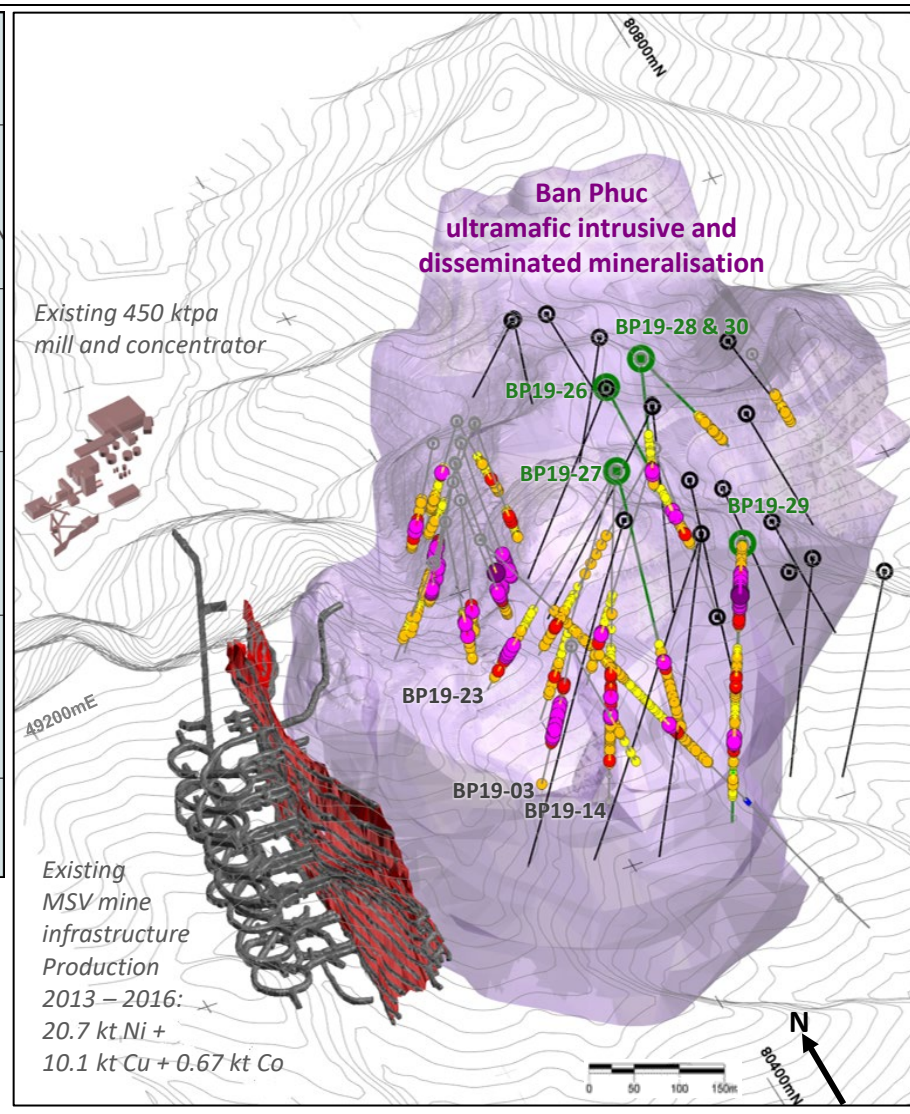 80800mN
Ban Phuc
ultramafic intrusive and
disseminated mineralisation
Existing 450 ktpa
mill and concentrator
BP19-28 & 30
BP19-26
BP19-27
BP19-29
49200mE
BP19-23
BP19-03
BP19-14
Existing
MSV mine
infrastructure
Production
2013 – 2016:
20.7 kt Ni +
10.1 kt Cu + 0.67 kt Co
N
80400mN
0 50 100 150m